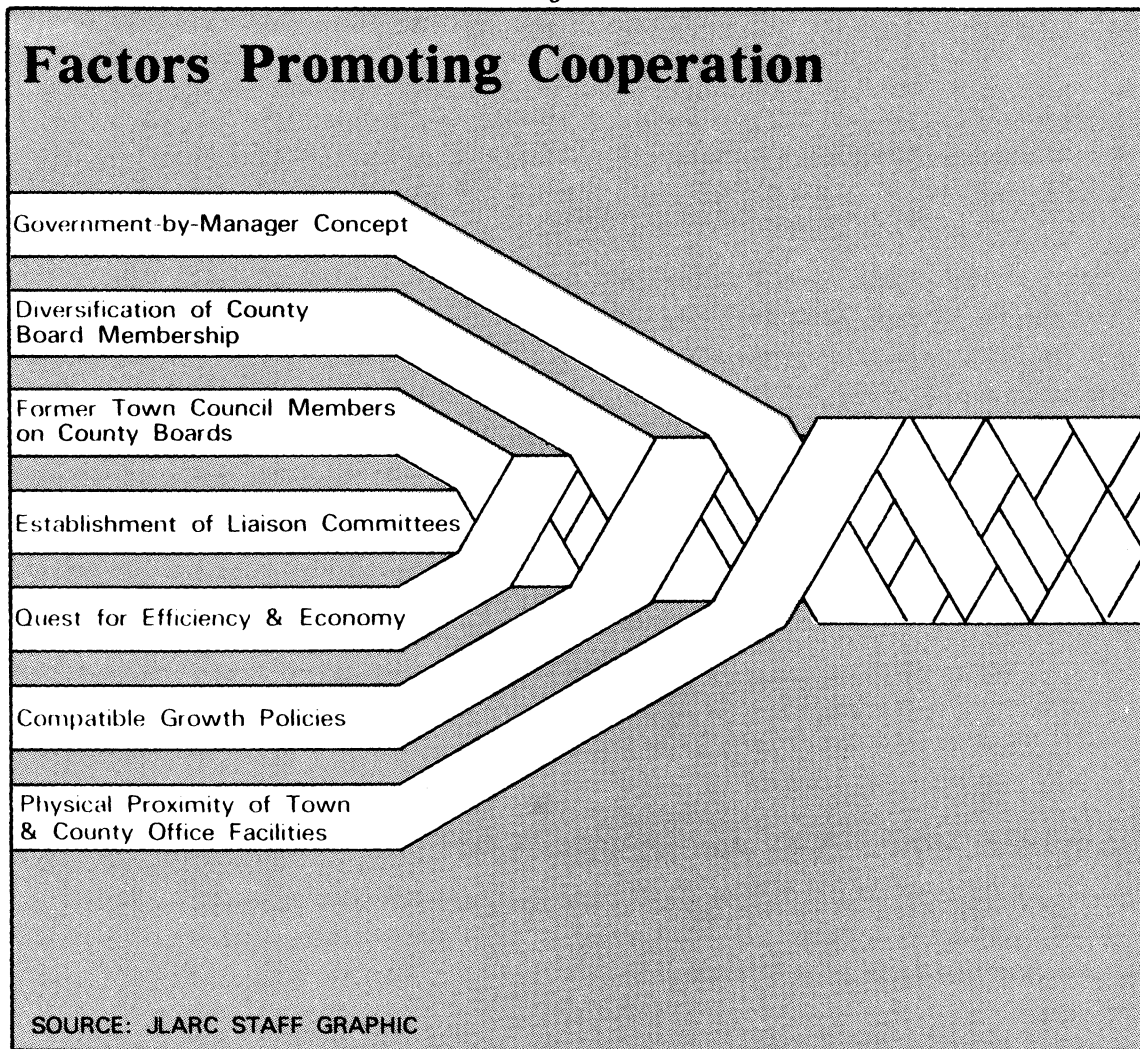 Factors Promoting Cooperation
Government-by-Manager Concept
Diversification of County
Board Membership
Former Town Council Members
on County Boards
Establishment of Liaison Committees
Quest for Efficiency & Economy
Compatible Growth Policies
Physical Proximity of Town
& County Office Facilities
SOURCE: JLARC STAFF GRAPHIC